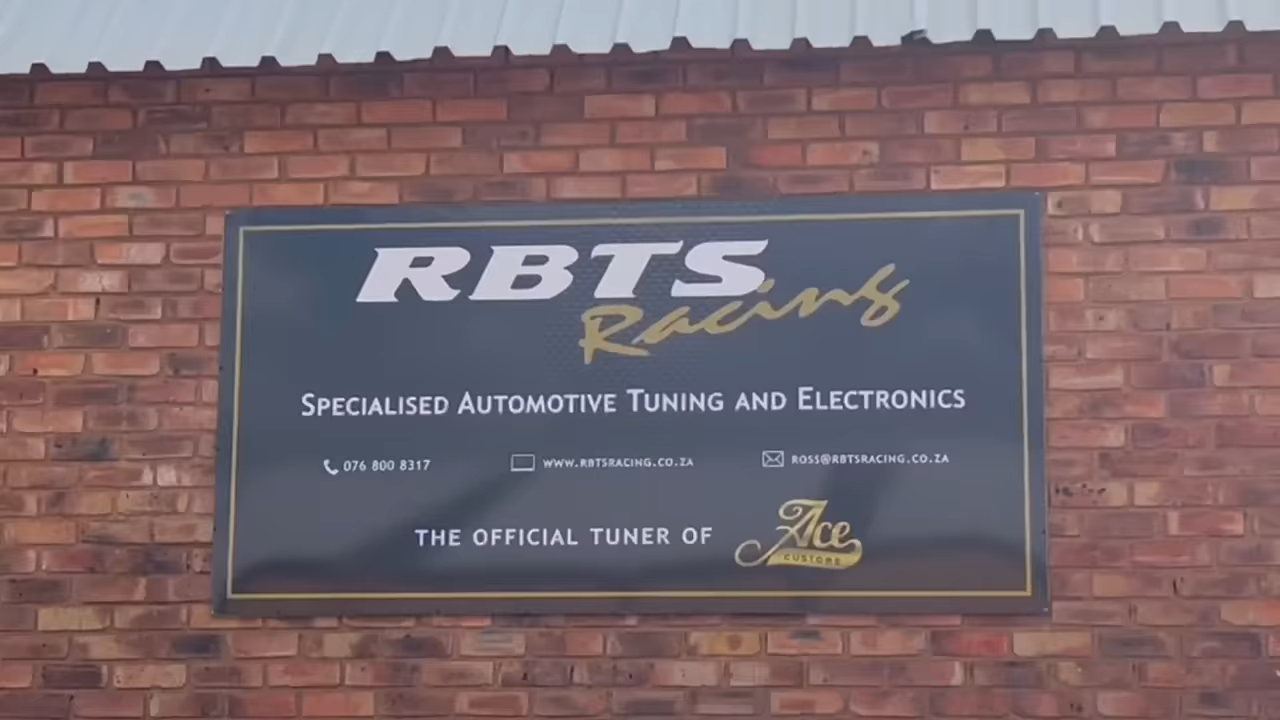 RBTS
Racing
SPECIALISED AUTOMOTIVE TUNING AND ELECTRONICS
076 800 8317 WWW.RBTSRACING.CO.ZA ROSS@RBTSRACING.CO.ZA
THE OFFICIAL TUNER OF Ace
CUSTOMS